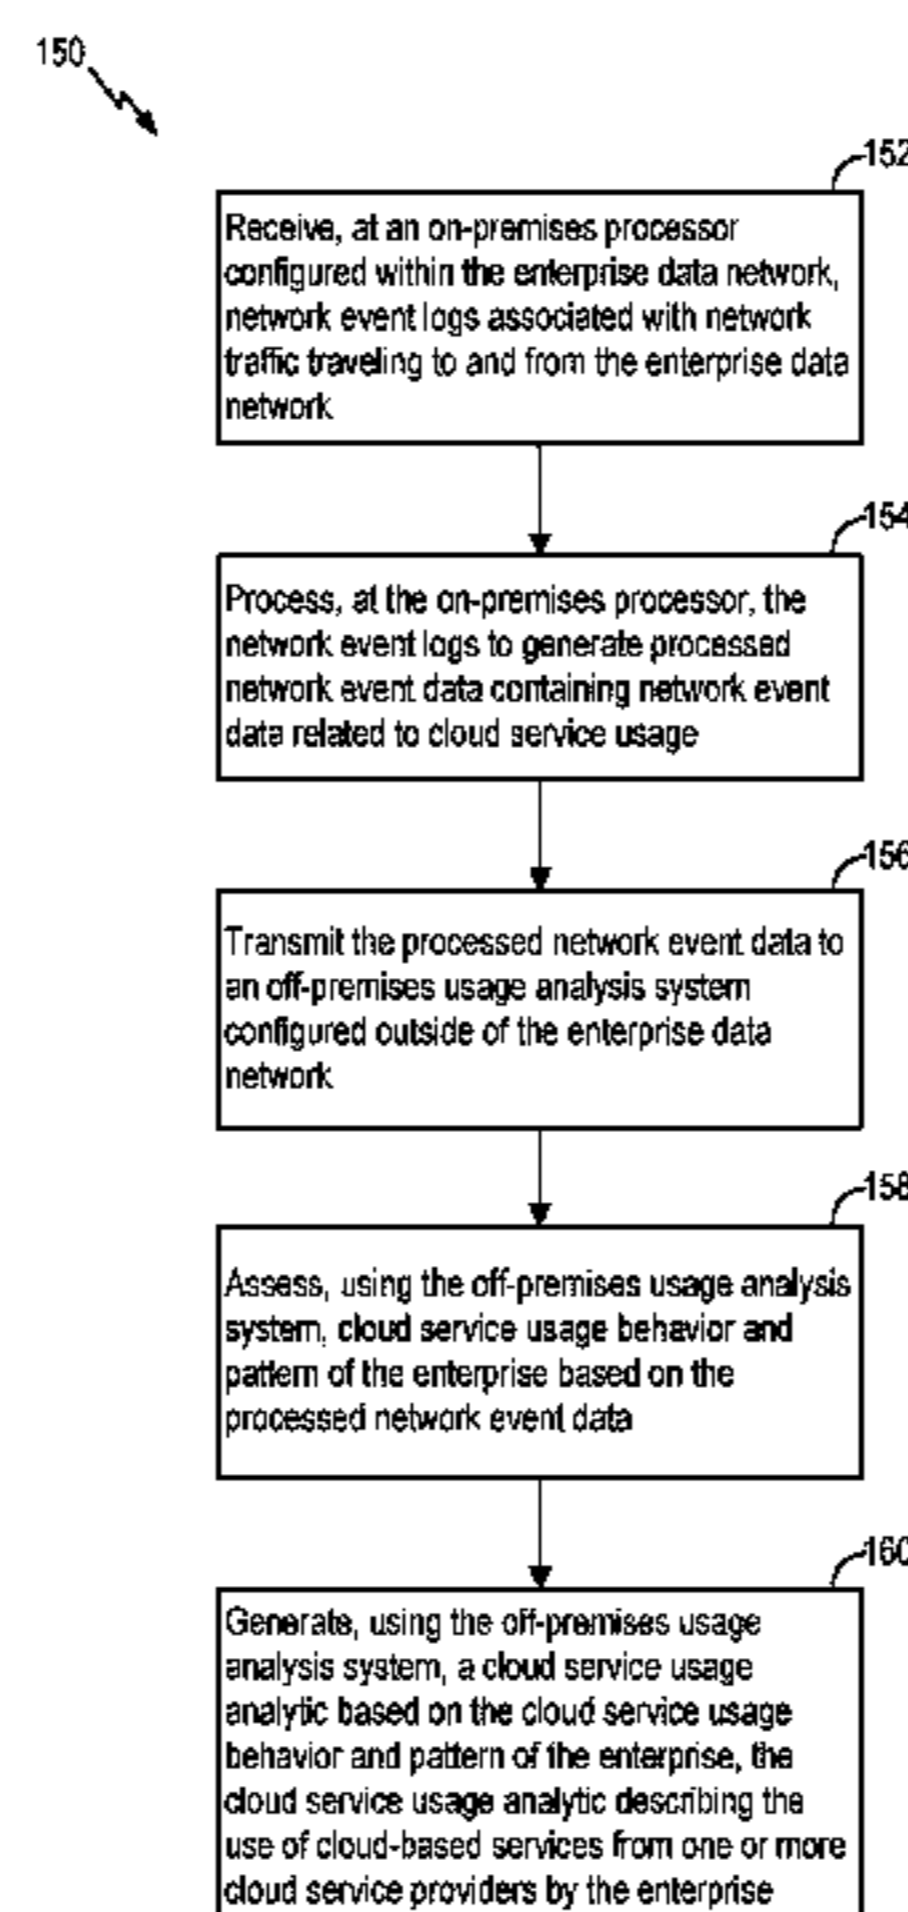 150
152
Receive, at an on-premises processor
configured within the enterprise data network,
network event logs associated with network
traffic traveling to and from the enterprise data
network
154
Process, at the on-premises processor, the
network event logs to generate processed
network event data containing network event
data related to cloud service usage
156
Transmit the processed network event data to
an off-premises usage analysis system
configured outside of the enterprise data
network
158
Assess, using the off-premises usage analysis
system, cloud service usage behavior and
pattern of the enterprise based on the
processed network event data
160
Generate, using the off-premises usage
analysis system, a cloud service usage
analytic based on the cloud service usage
behavior and pattern of the enterprise, the
cloud service usage analytic describing the
use of cloud-based services from one or more
cloud service providers by the enterprise